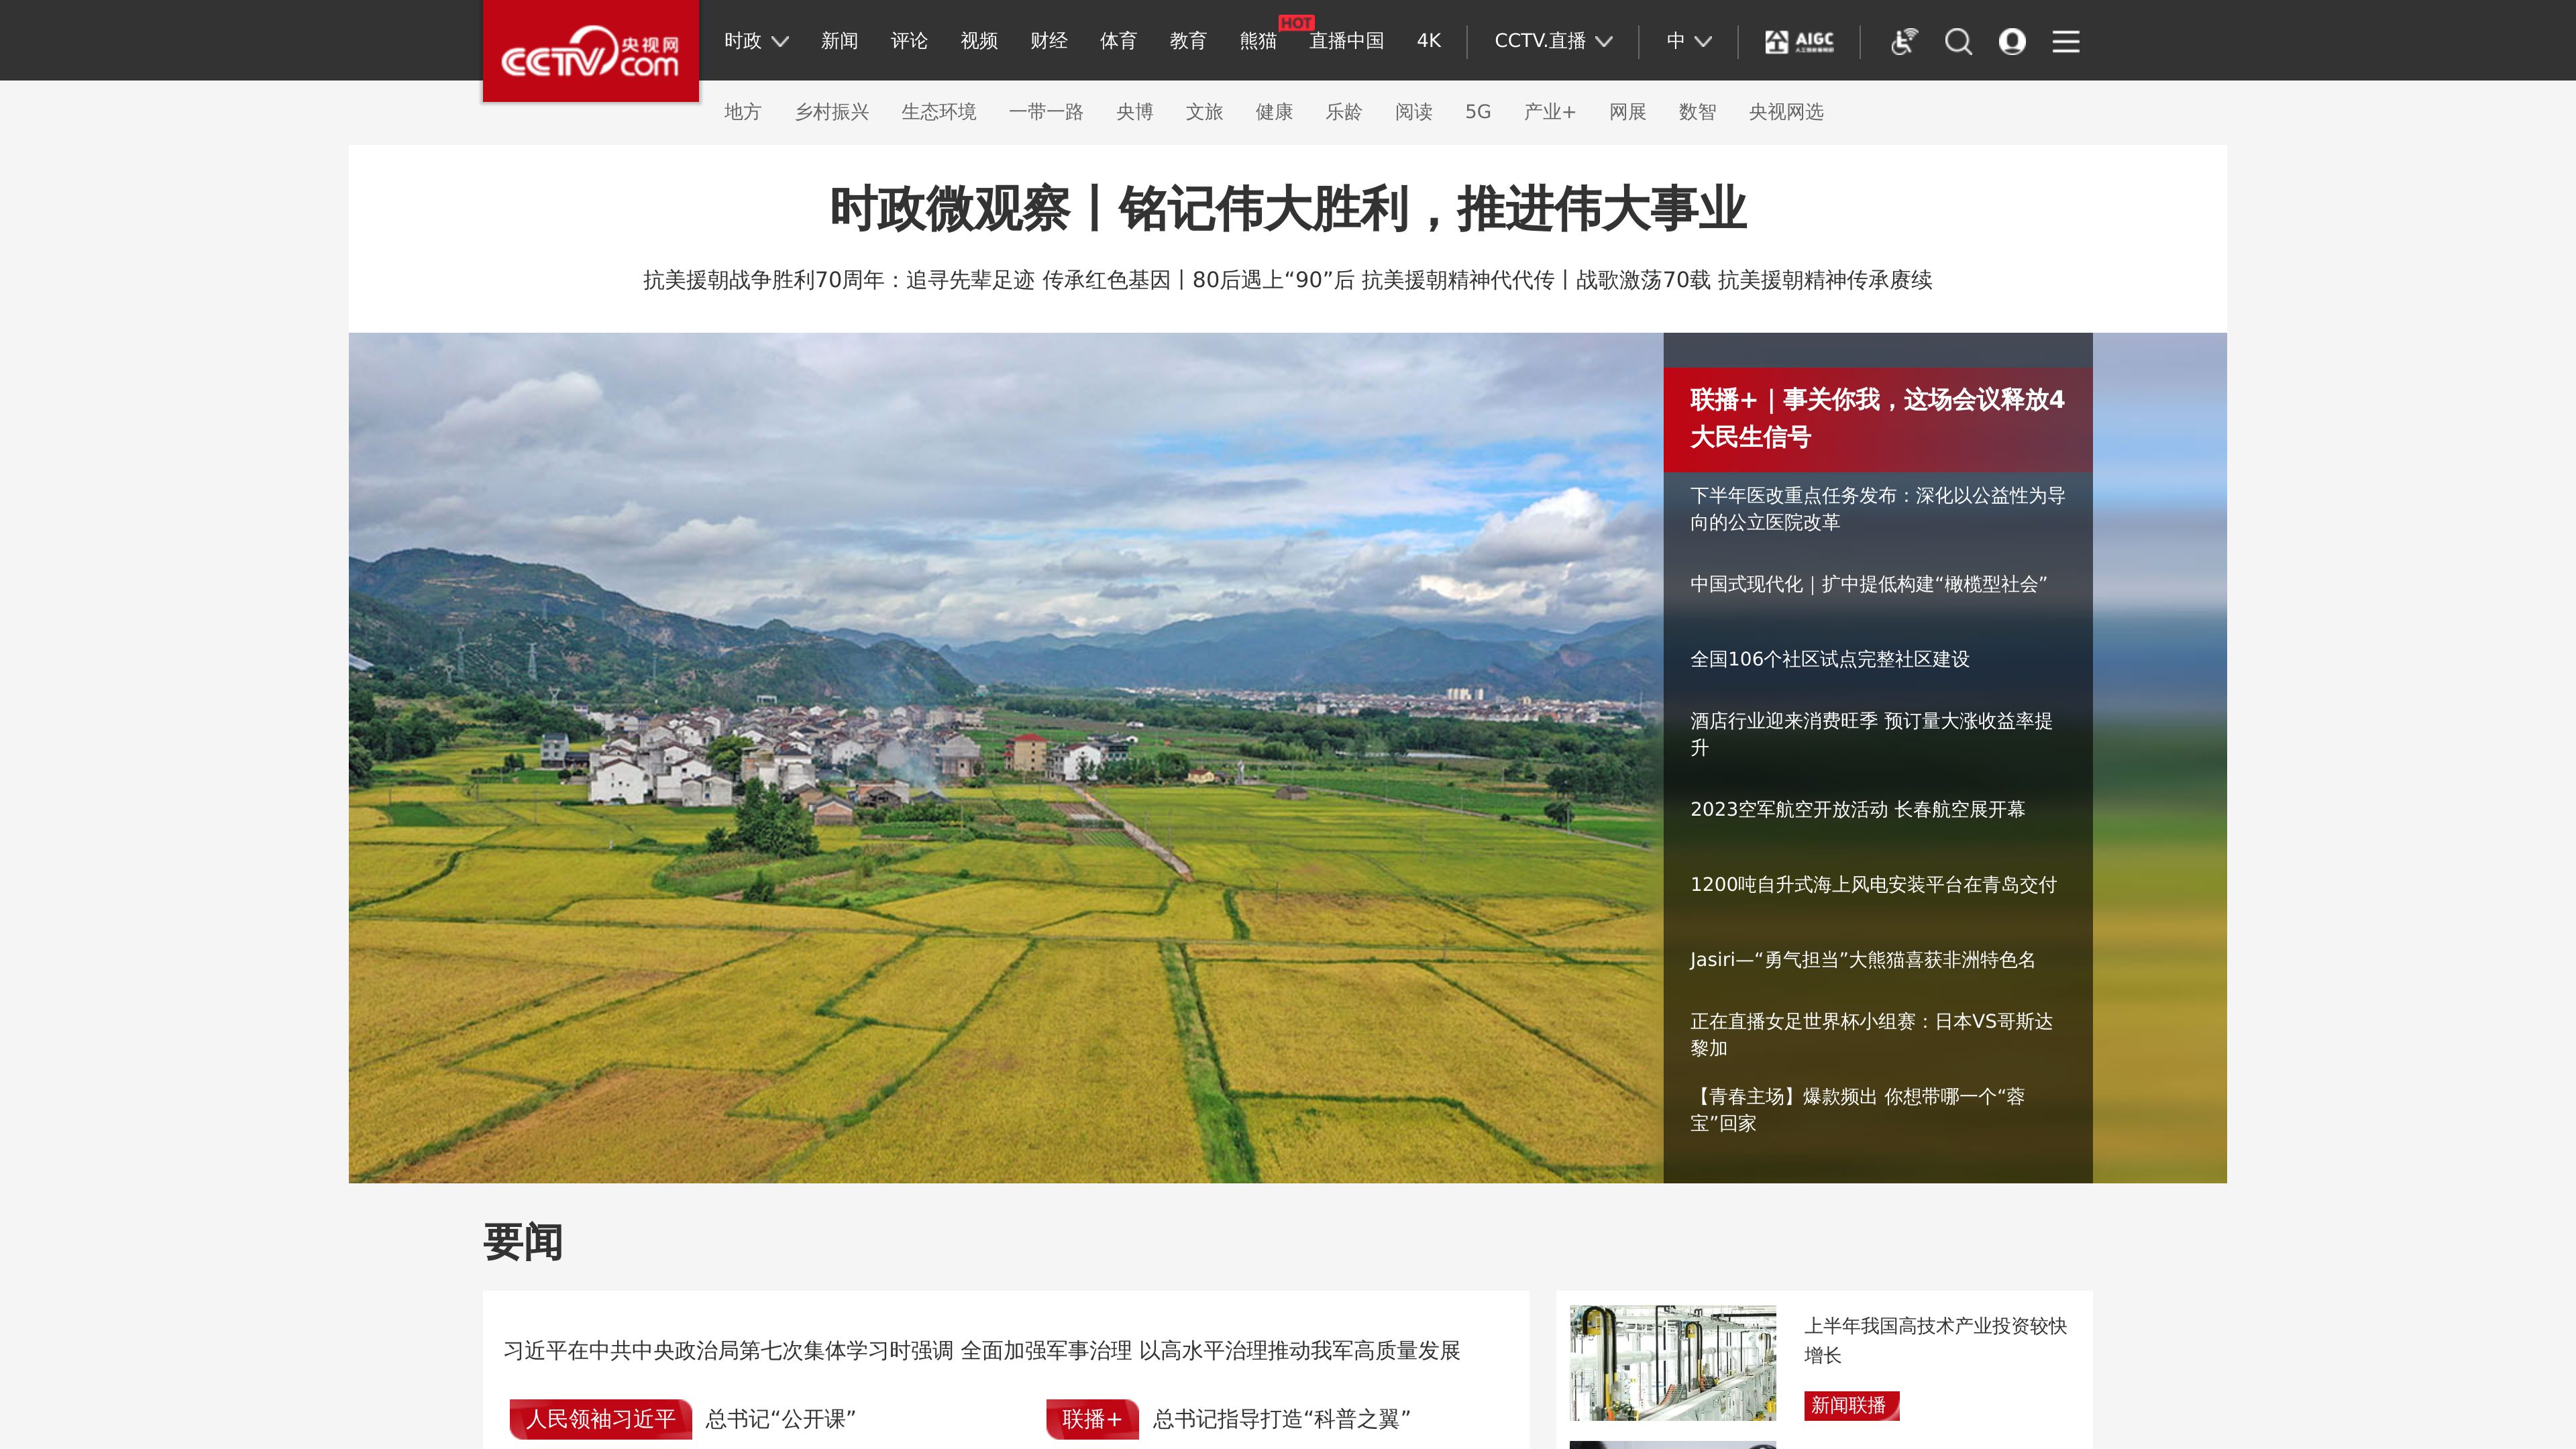 CCTV央视网
com
时政 新闻 评论 视频 财经 体育 教育 熊猫 HOT 直播中国 4K CCTV.直播 中 AIGC
地方 乡村振兴 生态环境 一带一路 央博 文旅 健康 乐龄 阅读 5G 产业+ 网展 数智 央视网选
时政微观察丨铭记伟大胜利，推进伟大事业
抗美援朝战争胜利70周年：追寻先辈足迹 传承红色基因丨80后遇上“90”后 抗美援朝精神代代传丨战歌激荡70载 抗美援朝精神传承赓续
联播+｜事关你我，这场会议释放4
大民生信号
下半年医改重点任务发布：深化以公益性为导
向的公立医院改革
中国式现代化｜扩中提低构建“橄榄型社会”
全国106个社区试点完整社区建设
酒店行业迎来消费旺季 预订量大涨收益率提
升
2023空军航空开放活动 长春航空展开幕
1200吨自升式海上风电安装平台在青岛交付
Jasiri—“勇气担当”大熊猫喜获非洲特色名
正在直播女足世界杯小组赛：日本VS哥斯达
黎加
【青春主场】爆款频出 你想带哪一个“蓉
宝”回家
要闻
习近平在中共中央政治局第七次集体学习时强调 全面加强军事治理 以高水平治理推动我军高质量发展
人民领袖习近平 总书记“公开课” 联播+ 总书记指导打造“科普之翼”
上半年我国高技术产业投资较快
增长
新闻联播